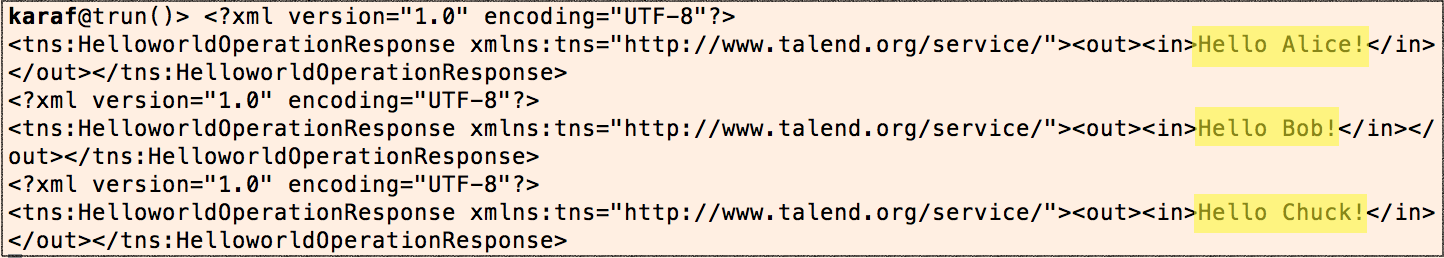 karaf@trun()> <?xml version="1.0" encoding="UTF-8"?>
<tns:HelloworldOperationResponse xmlns:tns="http://www.talend.org/service/"><out><in>Hello Alice!</in>
</out></tns:HelloworldOperationResponse>
<?xml version="1.0" encoding="UTF-8"?>
<tns:HelloworldOperationResponse xmlns:tns="http://www.talend.org/service/"><out><in>Hello Bob!</in></
out></tns:HelloworldOperationResponse>
<?xml version="1.0" encoding="UTF-8"?>
<tns:HelloworldOperationResponse xmlns:tns="http://www.talend.org/service/"><out><in>Hello Chuck!</in>
</out></tns:HelloworldOperationResponse>